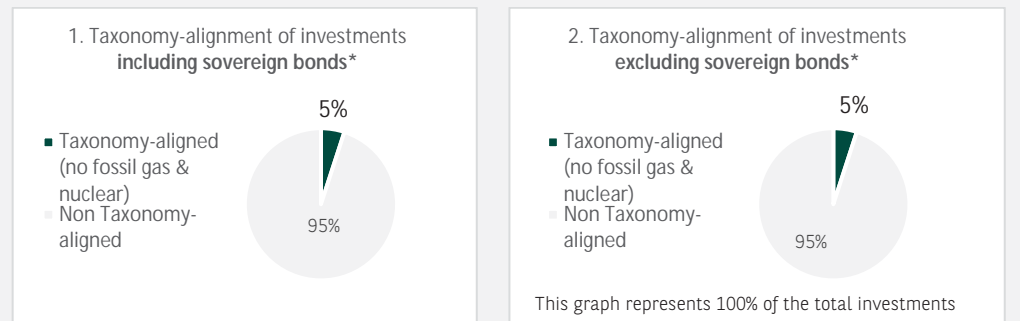 1. Taxonomy-alignment of investments
including sovereign bonds*
5%
Taxonomy-aligned
(no fossil gas &
nuclear)
Non Taxonomy-
aligned
95%
2. Taxonomy-alignment of investments
excluding sovereign bonds*
5%
Taxonomy-aligned
(no fossil gas &
nuclear)
Non Taxonomy-
aligned
95%
This graph represents 100% of the total investments